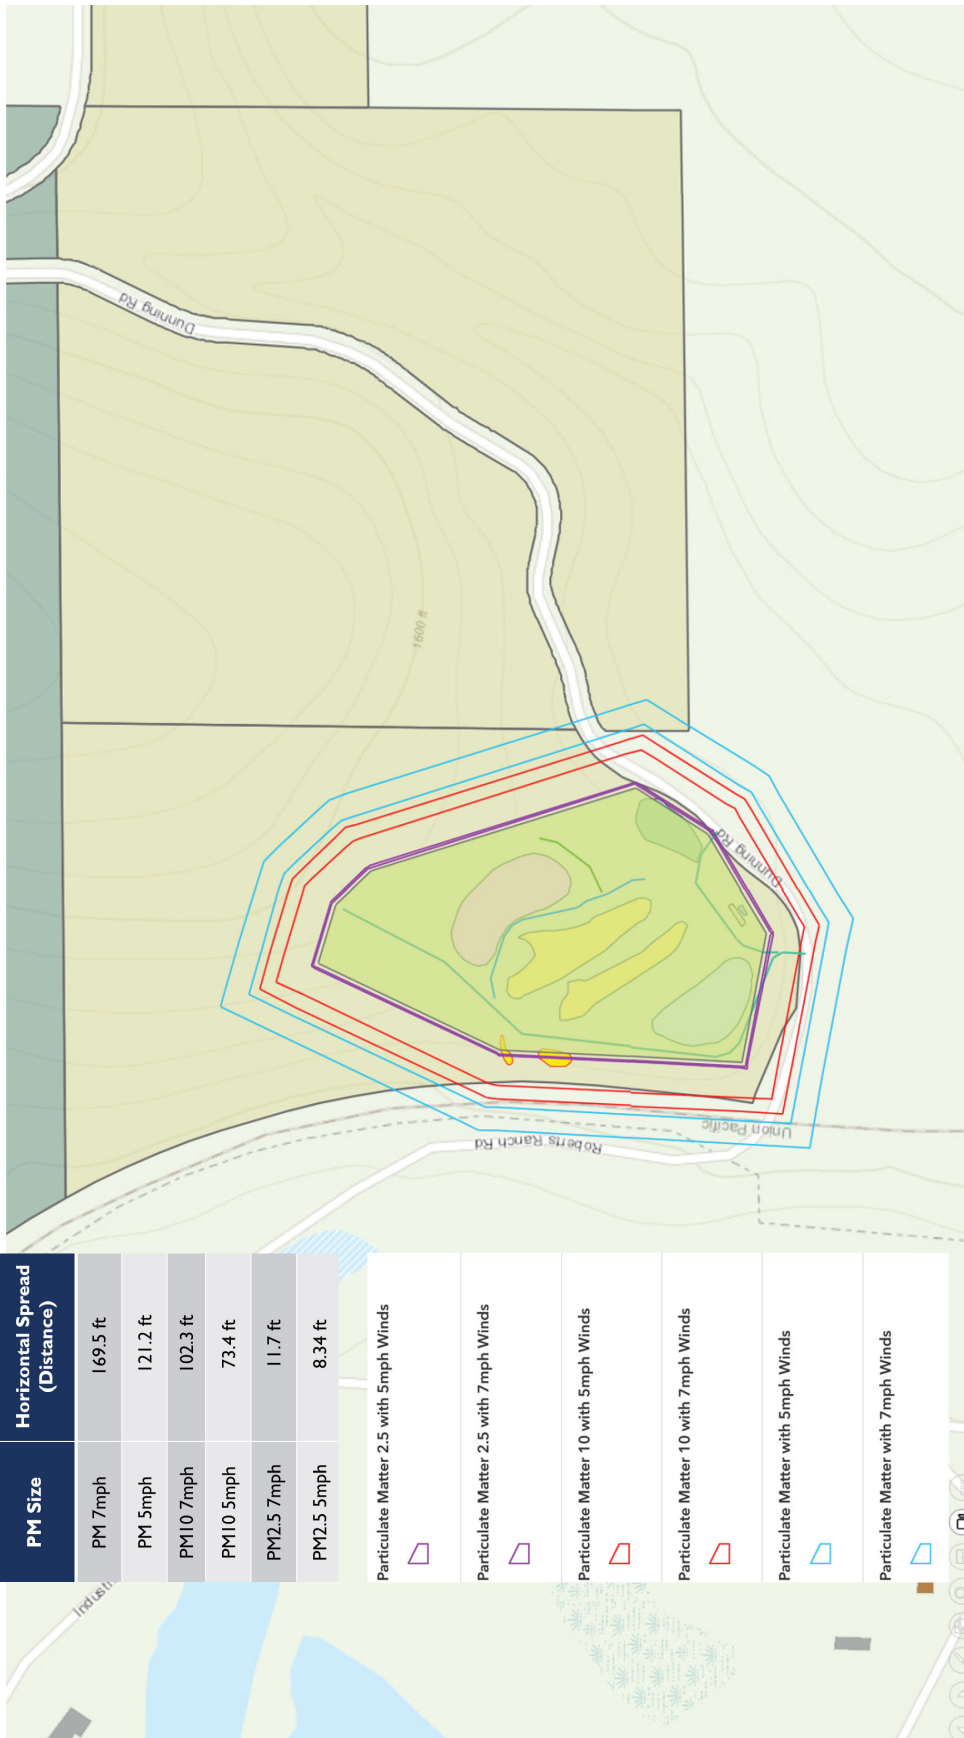 PM Size Horizontal Spread
(Distance)
PM 7mph 169.5 ft
PM 5mph 121.2 ft
PM10 7mph 102.3 ft
PM10 5mph 73.4 ft
PM2.5 7mph 11.7 ft
PM2.5 5mph 8.34 ft
Particulate Matter 2.5 with 5mph Winds
Particulate Matter 2.5 with 7mph Winds
Particulate Matter 10 with 5mph Winds
Particulate Matter 10 with 7mph Winds
Particulate Matter with 5mph Winds
Particulate Matter with 7mph Winds
Dunning Rd
1600 ft
Dunning Rd
Union Pacific
Roberts Ranch Rd